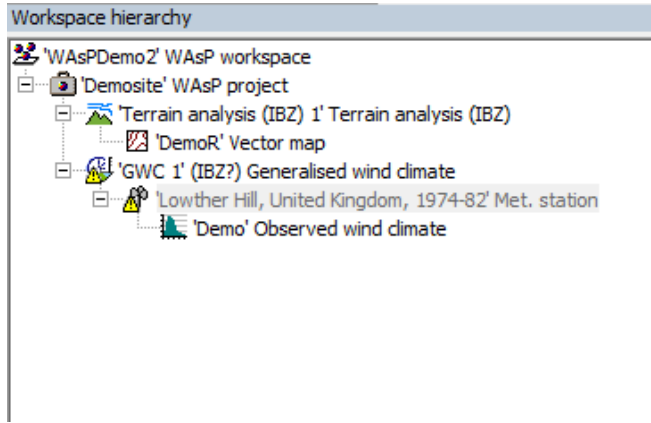 Workspace hierarchy
'WAsPDemo2' WAsP workspace
'Demosite' WAsP project
'Terrain analysis (IBZ) 1' Terrain analysis (IBZ)
'DemoR' Vector map
'GWC 1' (IBZ?) Generalised wind climate
'Lowther Hill, United Kingdom, 1974-82' Met. station
'Demo' Observed wind climate